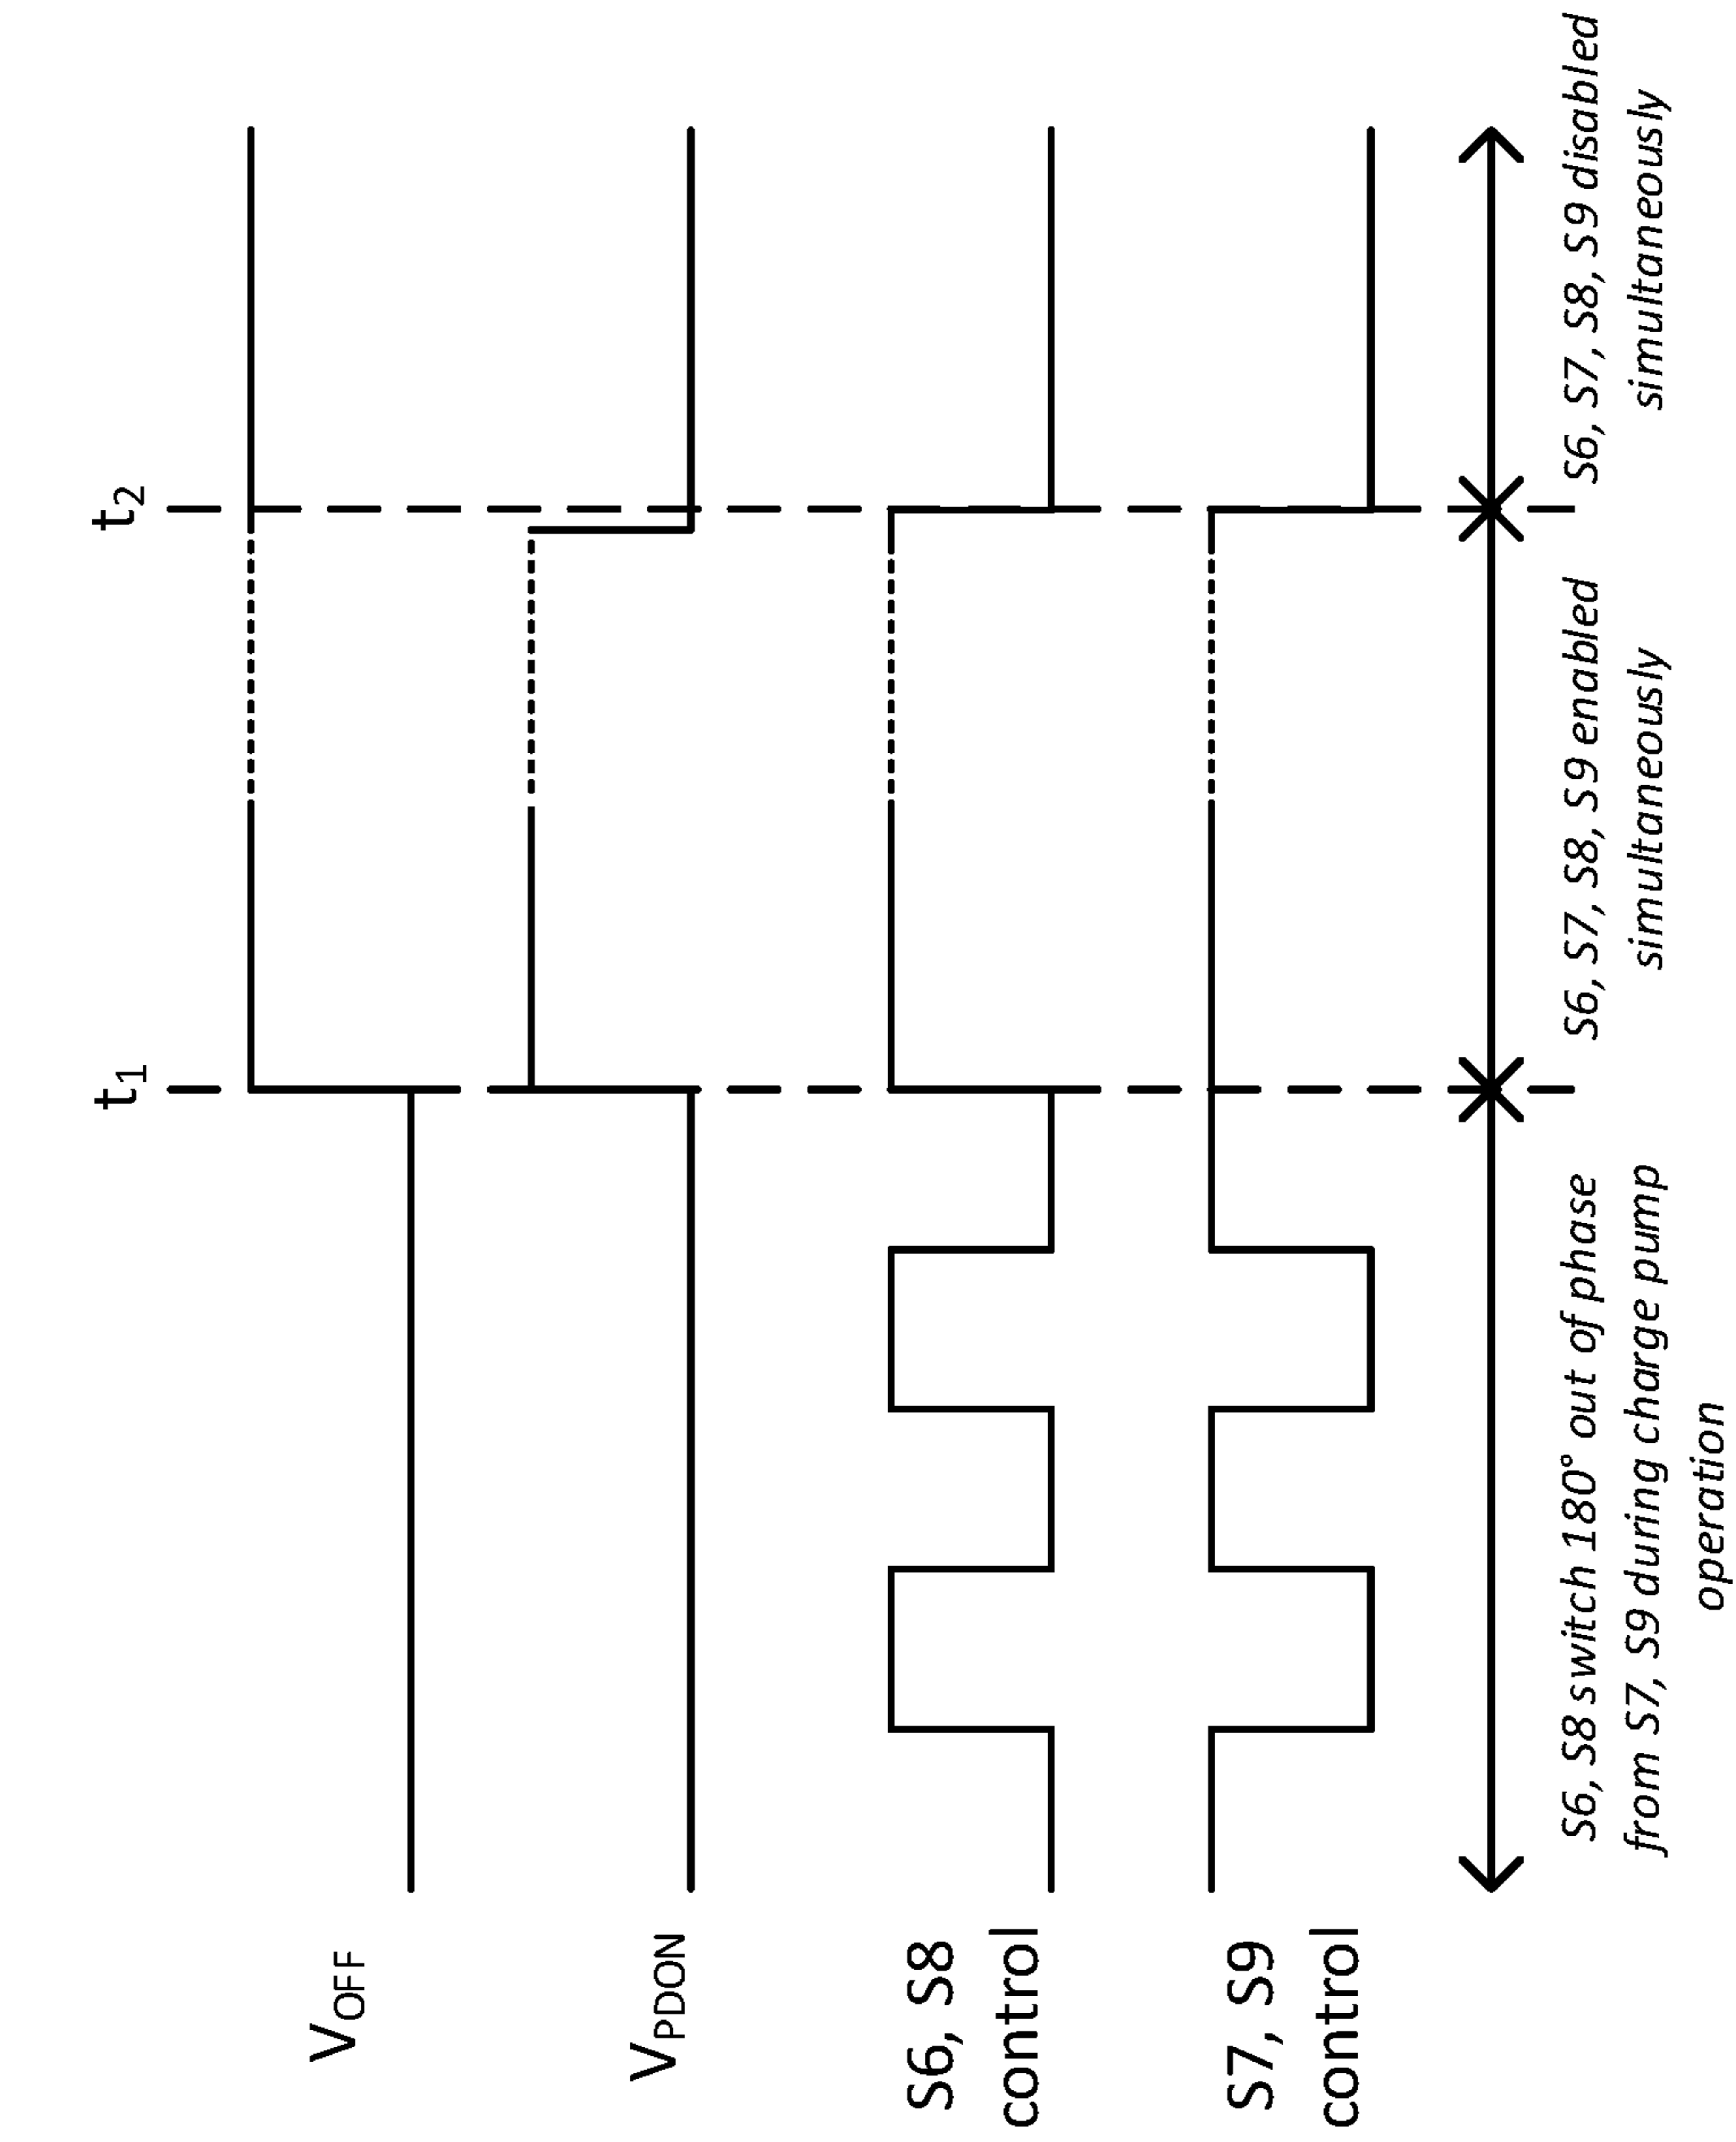 t1
t2
VOFF
VPDON
S6, S8
control
S7, S9
control
S6, S8 switch 180° out of phase
from S7, S9 during charge pump
operation
S6, S7, S8, S9 enabled
simultaneously
S6, S7, S8, S9 disabled
simultaneously